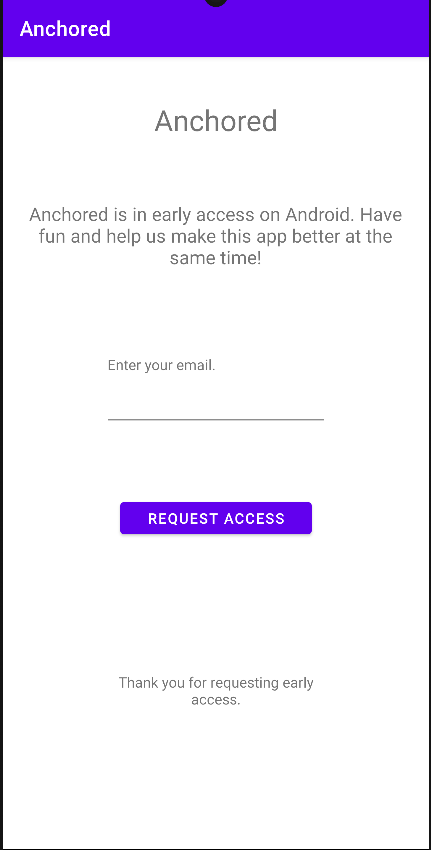 Anchored
Anchored
Anchored is in early access on Android. Have
fun and help us make this app better at the
same time!
Enter your email.
REQUEST ACCESS
Thank you for requesting early
access.